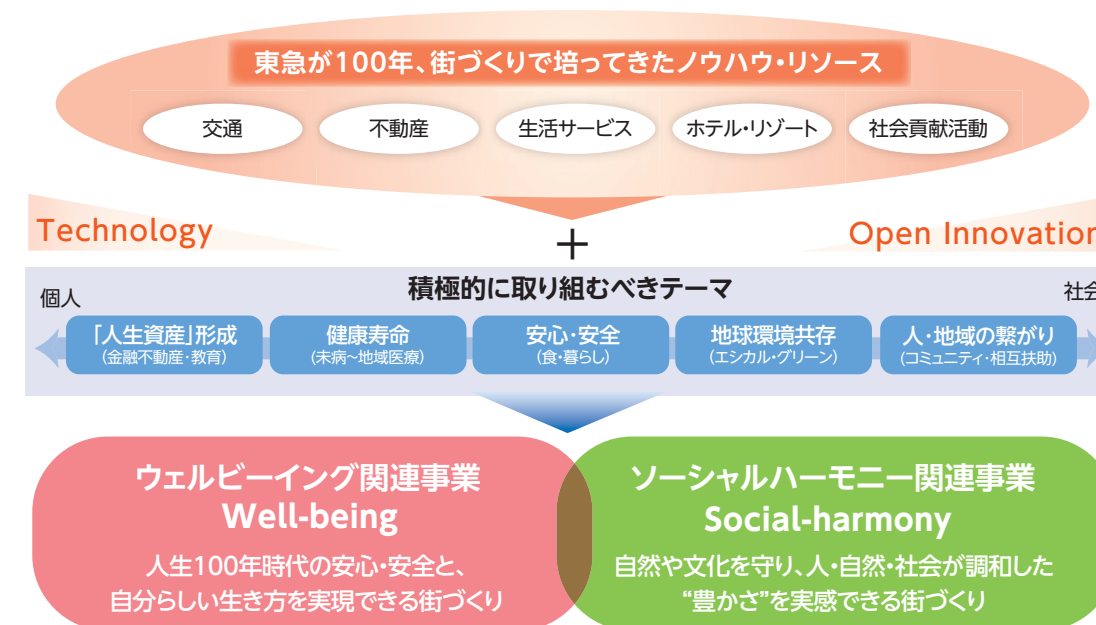 東急が100年、街づくりで培ってきたノウハウ・リソース
交通
不動産
生活サービス
ホテル・リゾート
社会貢献活動
Technology
+
Open Innovation
積極的に取り組むべきテーマ
個人
社会
「人生資産」形成
(金融不動産・教育)
健康寿命
(未病~地域医療)
安心・安全
(食・暮らし)
地球環境共存
(エシカル・グリーン)
人・地域の繋がり
(コミュニティ・相互扶助)
ウェルビーイング関連事業
Well-being
人生100年時代の安心・安全と、
自分らしい生き方を実現できる街づくり
ソーシャルハーモニー関連事業
Social-harmony
自然や文化を守り、人・自然・社会が調和した
“豊かさ”を実感できる街づくり